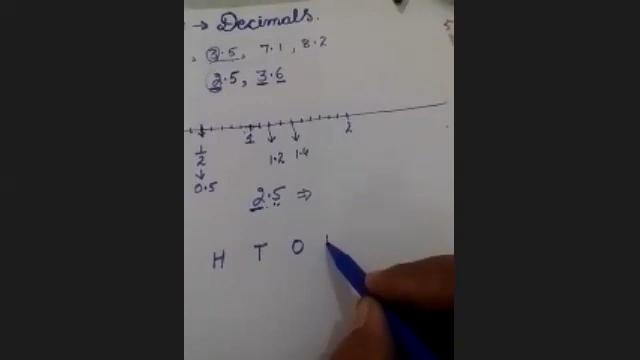 → Decimals.
, 3.5, 7.1, 8.2
2.5, 3.6
1 2
1/2 1.2 1.4
0.5
2.5 ⇒
H T O